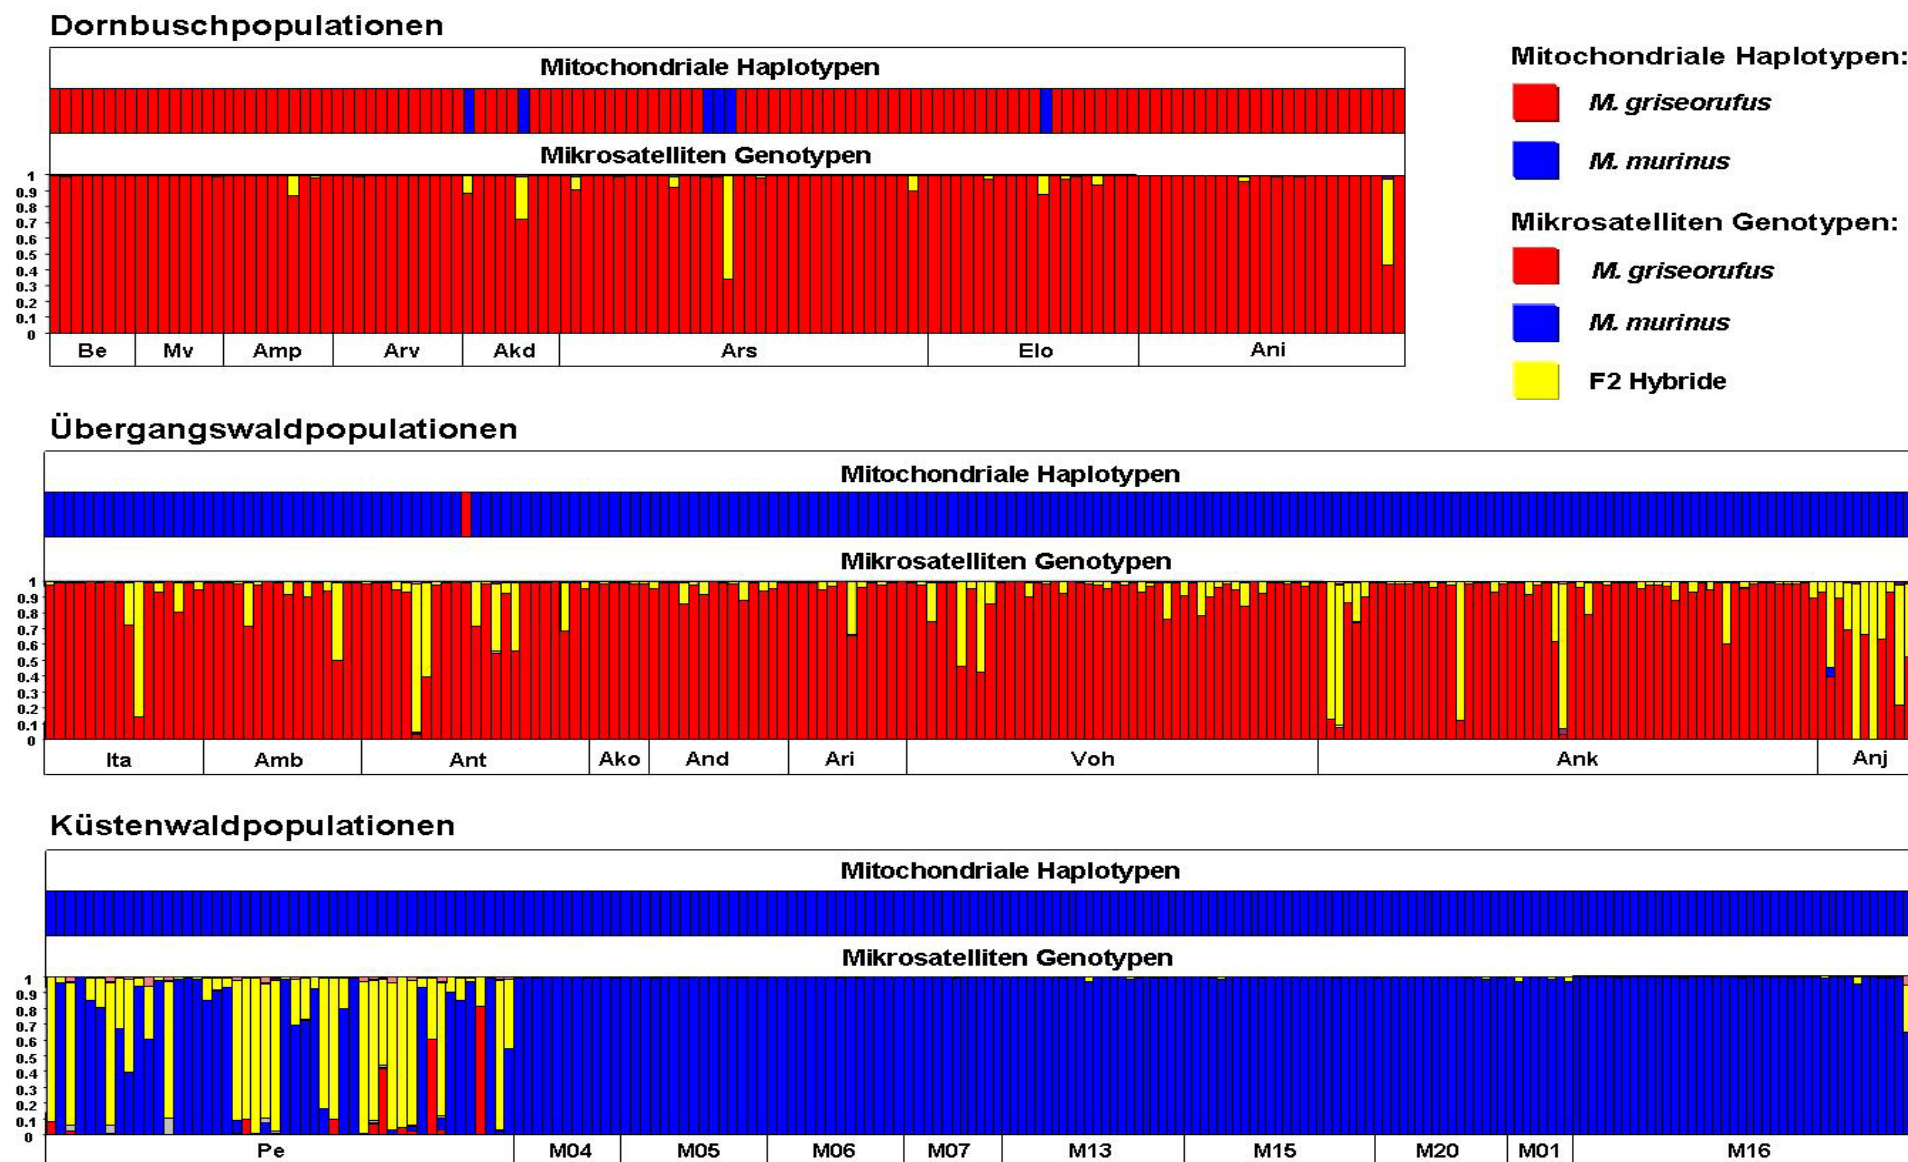 Dornbuschpopulationen
Mitochondriale Haplotypen
Mikrosatelliten Genotypen
1
0.9
0.8
0.7
0.6
0.5
0.4
0.3
0.2
0.1
0
Be Mv Amp Arv Akd Ars Elo Ani
Mitochondriale Haplotypen:
M. griseorufus
M. murinus
Mikrosatelliten Genotypen:
M. griseorufus
M. murinus
F2 Hybride
Übergangswaldpopulationen
Mitochondriale Haplotypen
Mikrosatelliten Genotypen
1
0.9
0.8
0.7
0.6
0.5
0.4
0.3
0.2
0.1
0
Ita Amb Ant Ako And Ari Voh Ank Anj
Küstenwaldpopulationen
Mitochondriale Haplotypen
Mikrosatelliten Genotypen
1
0.9
0.8
0.7
0.6
0.5
0.4
0.3
0.2
0.1
0
Pe M04 M05 M06 M07 M13 M15 M20 M01 M16